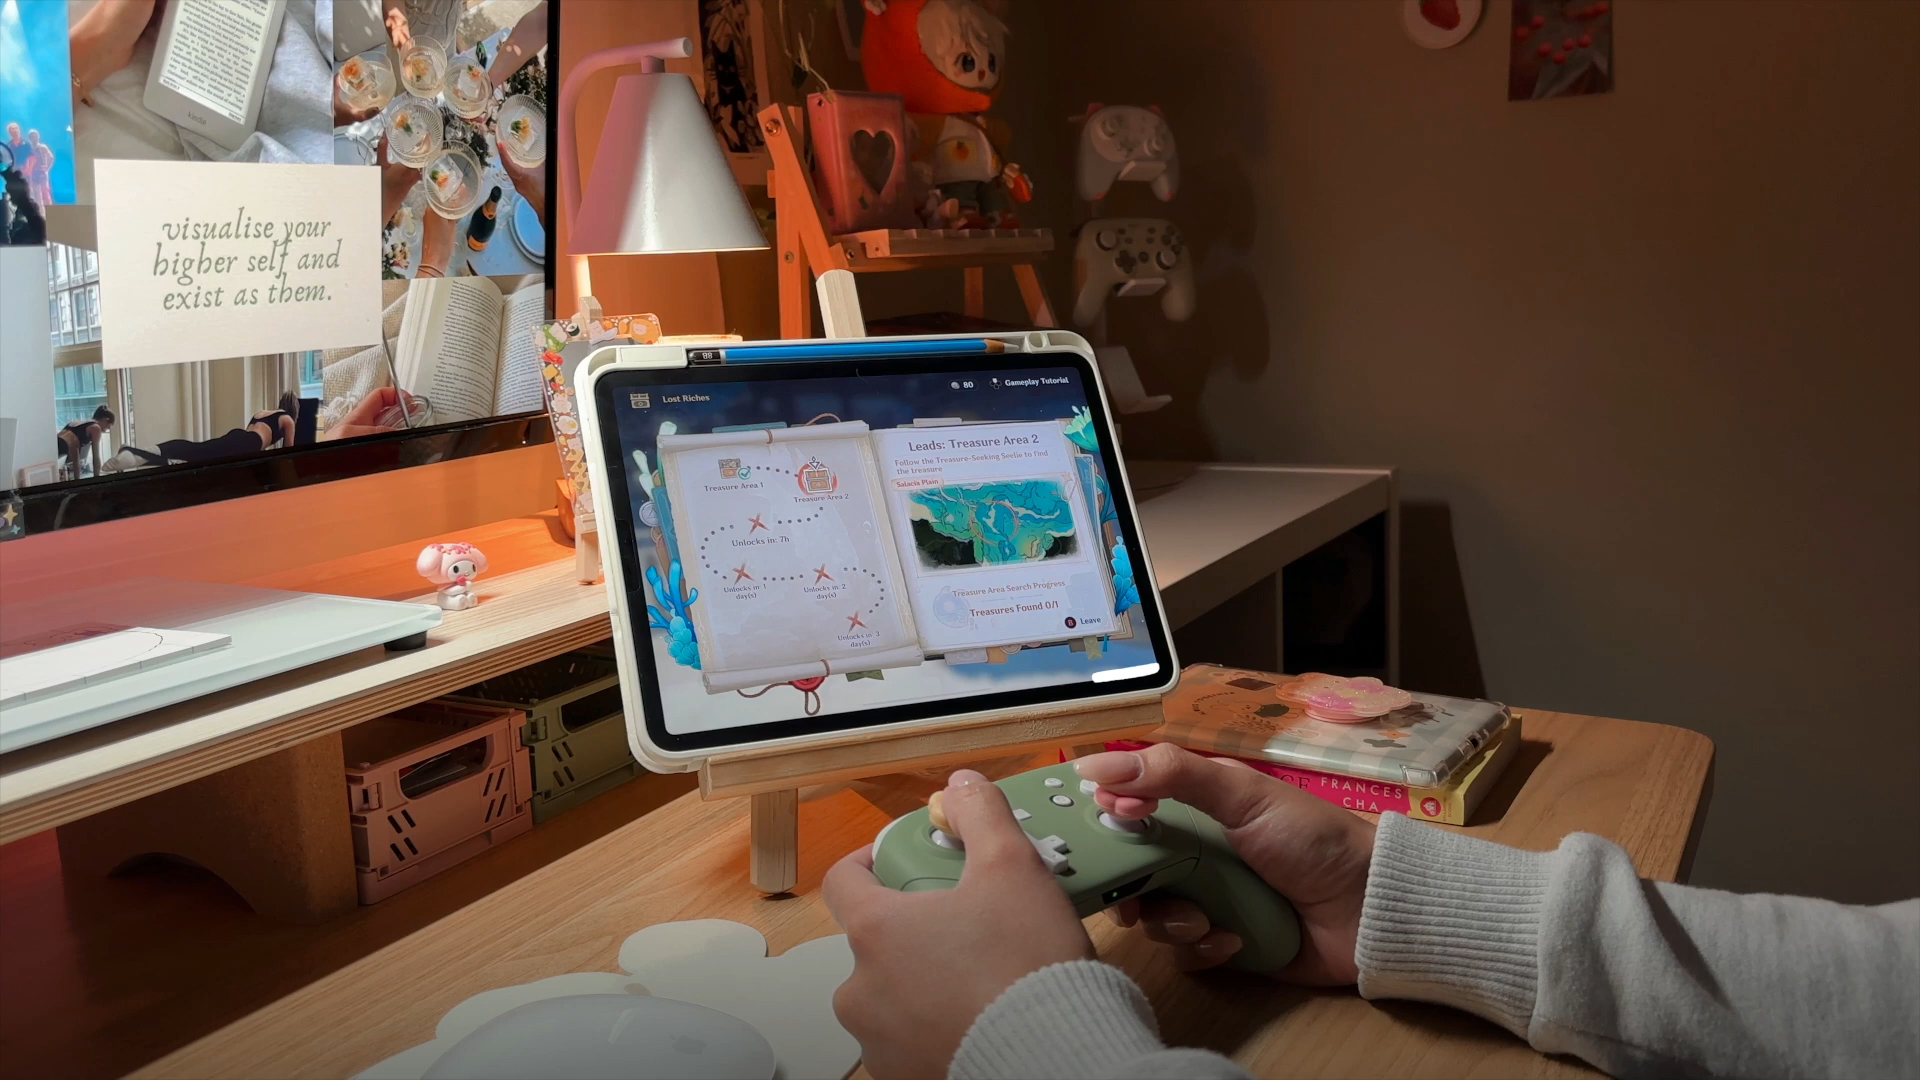 kindle
visualise your
higher self and
exist as them.
8B
Lost Riches
80
Gameplay Tutorial
Treasure Area 1
Treasure Area 2
Unlocks in: 7h
Unlocks in: 1
day(s)
Unlocks in: 2
day(s)
Unlocks in: 3
day(s)
Leads: Treasure Area 2
Follow the Treasure-Seeking Seelie to find
the treasure
Salacia Plain
Treasure Area Search Progress
Treasures Found 0/1
B Leave
FRANCES
CHA